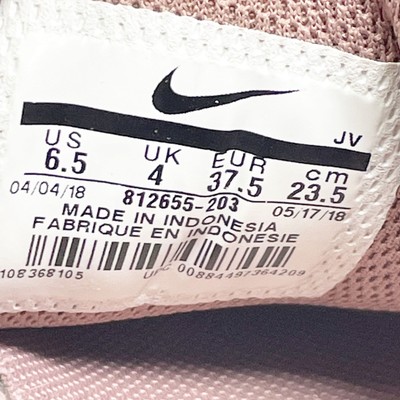 JV
US UK EUR cm
6.5 4 37.5 23.5
04/04/18 812655-203 05/17/18
MADE IN INDONESIA
FABRIQUE EN INDONESIE
108368105 00884497364209